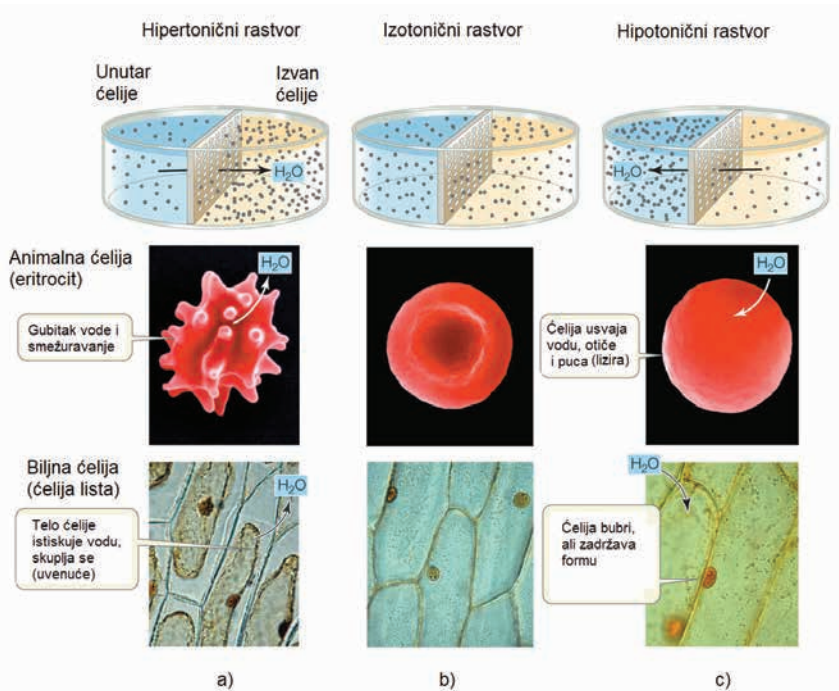 Hipertonični rastvor
Izotonični rastvor
Hipotonični rastvor
Unutar
ćelije
Izvan
ćelije
H₂O
H₂O
Animalna ćelija
(eritrocit)
H₂O
H₂O
Gubitak vode i
smežuravanje
Ćelija usvaja
vodu, otiče
i puca (lizira)
Biljna ćelija
(ćelija lista)
H₂O
H₂O
Telo ćelije
istiskuje vodu,
skuplja se
(uvenuće)
Ćelija bubri,
ali zadržava
formu
a)
b)
c)